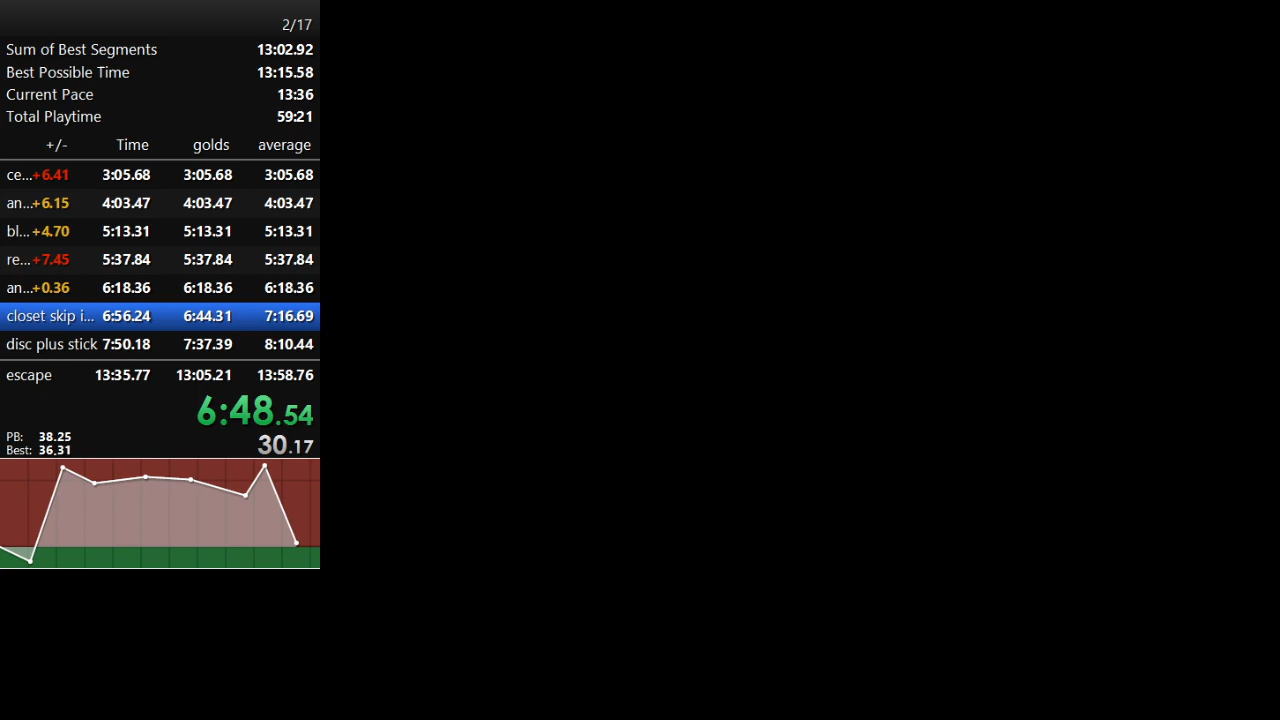 2/17
Sum of Best Segments 13:02.92
Best Possible Time 13:15.58
Current Pace 13:36
Total Playtime 59:21
+/- Time golds average
ce...+6.41 3:05.68 3:05.68 3:05.68
an...+6.15 4:03.47 4:03.47 4:03.47
bl...+4.70 5:13.31 5:13.31 5:13.31
re...+7.45 5:37.84 5:37.84 5:37.84
an...+0.36 6:18.36 6:18.36 6:18.36
closet skip i... 6:56.24 6:44.31 7:16.69
disc plus stick 7:50.18 7:37.39 8:10.44
escape 13:35.77 13:05.21 13:58.76
6:48.54
PB: 38.25
Best: 36.31
30.17